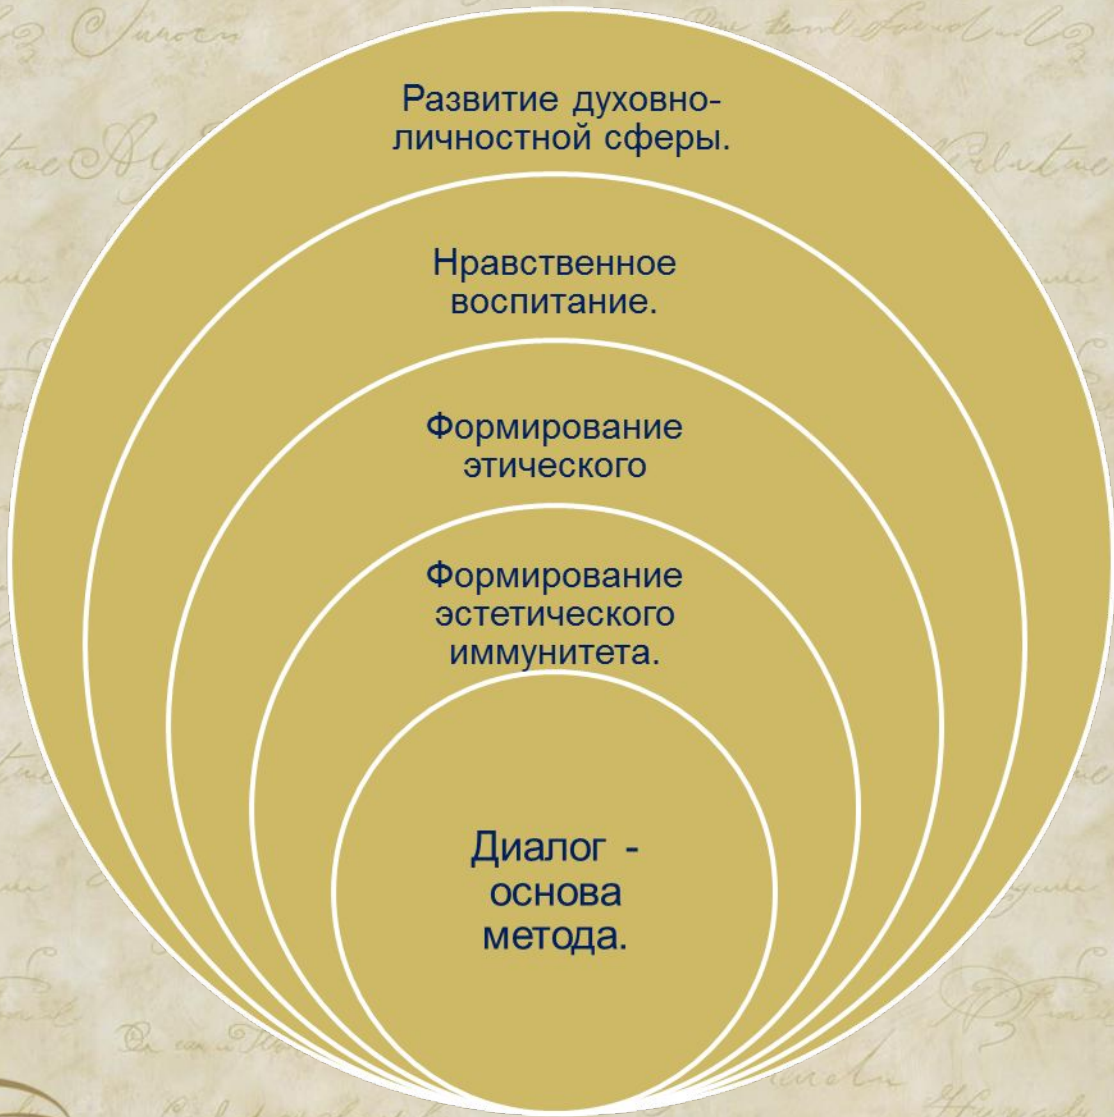 Развитие духовно-
личностной сферы.
Нравственное
воспитание.
Формирование
этического
Формирование
эстетического
иммунитета.
Диалог -
основа
метода.